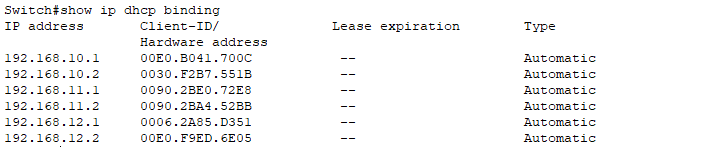 Switch#show ip dhcp binding
IP address       Client-ID/              Lease expiration        Type
                 Hardware address
192.168.10.1     00E0.B041.700C           --                     Automatic
192.168.10.2     0030.F2B7.551B           --                     Automatic
192.168.11.1     0090.2BE0.72E8           --                     Automatic
192.168.11.2     0090.2BA4.52BB           --                     Automatic
192.168.12.1     0006.2A85.D351           --                     Automatic
192.168.12.2     00E0.F9ED.6E05           --                     Automatic